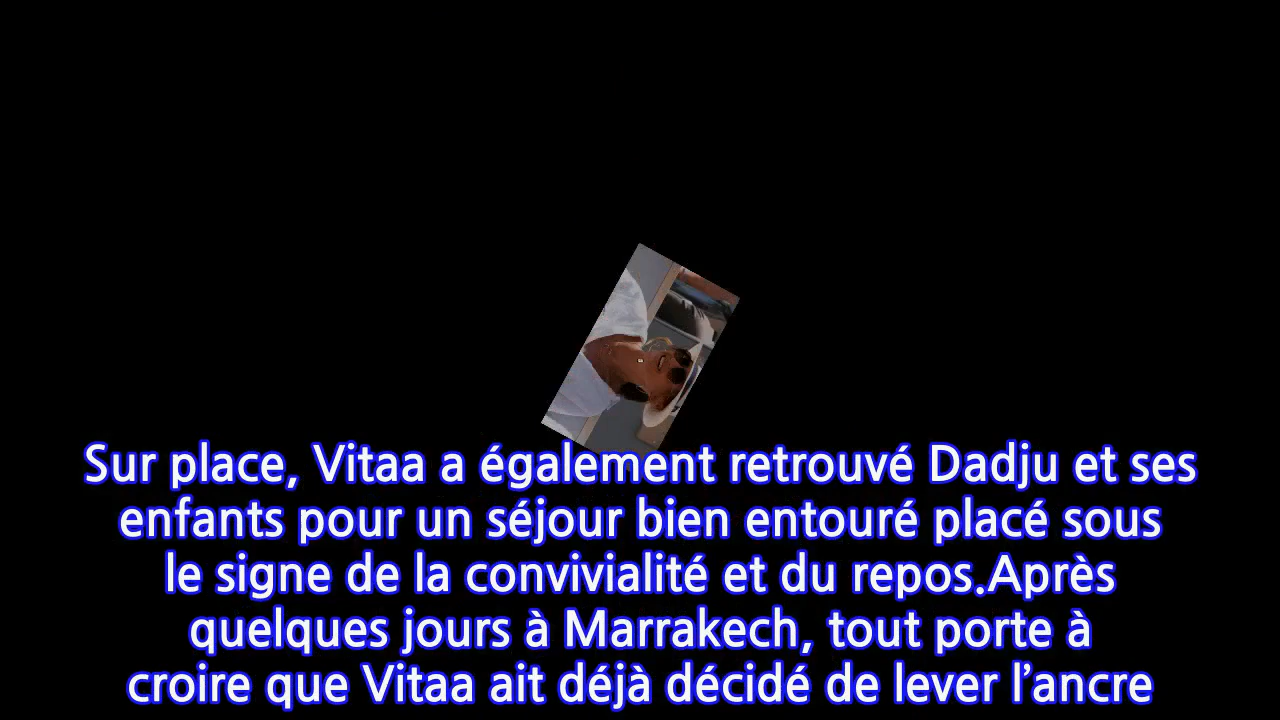 Sur place, Vitaa a également retrouvé Dadju et ses
enfants pour un séjour bien entouré placé sous
le signe de la convivialité et du repos.Après
quelques jours à Marrakech, tout porte à
croire que Vitaa ait déjà décidé de lever l’ancre